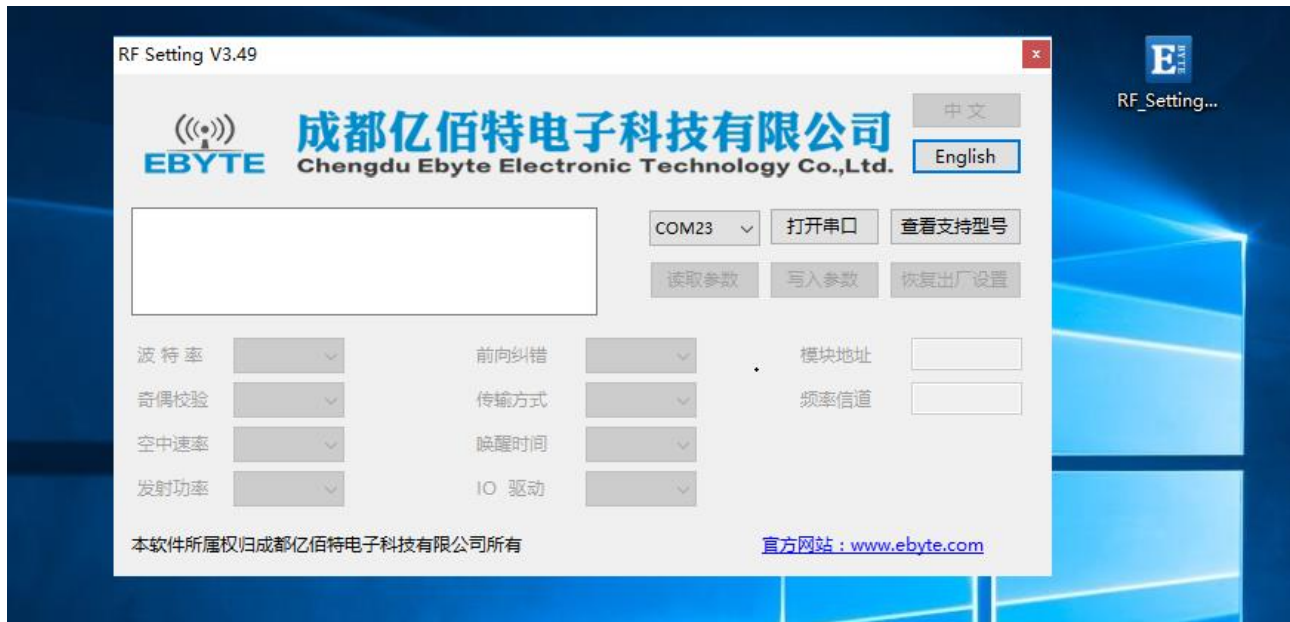 RF Setting V3.49
x
E BYTE
RF_Setting...
EBYTE
成都亿佰特电子科技有限公司
Chengdu Ebyte Electronic Technology Co.,Ltd.
中文
English
COM23
打开串口
查看支持型号
读取参数
写入参数
恢复出厂设置
波特率
前向纠错
模块地址
奇偶校验
传输方式
频率信道
空中速率
唤醒时间
发射功率
IO 驱动
本软件所属权归成都亿佰特电子科技有限公司所有
官方网站：www.ebyte.com